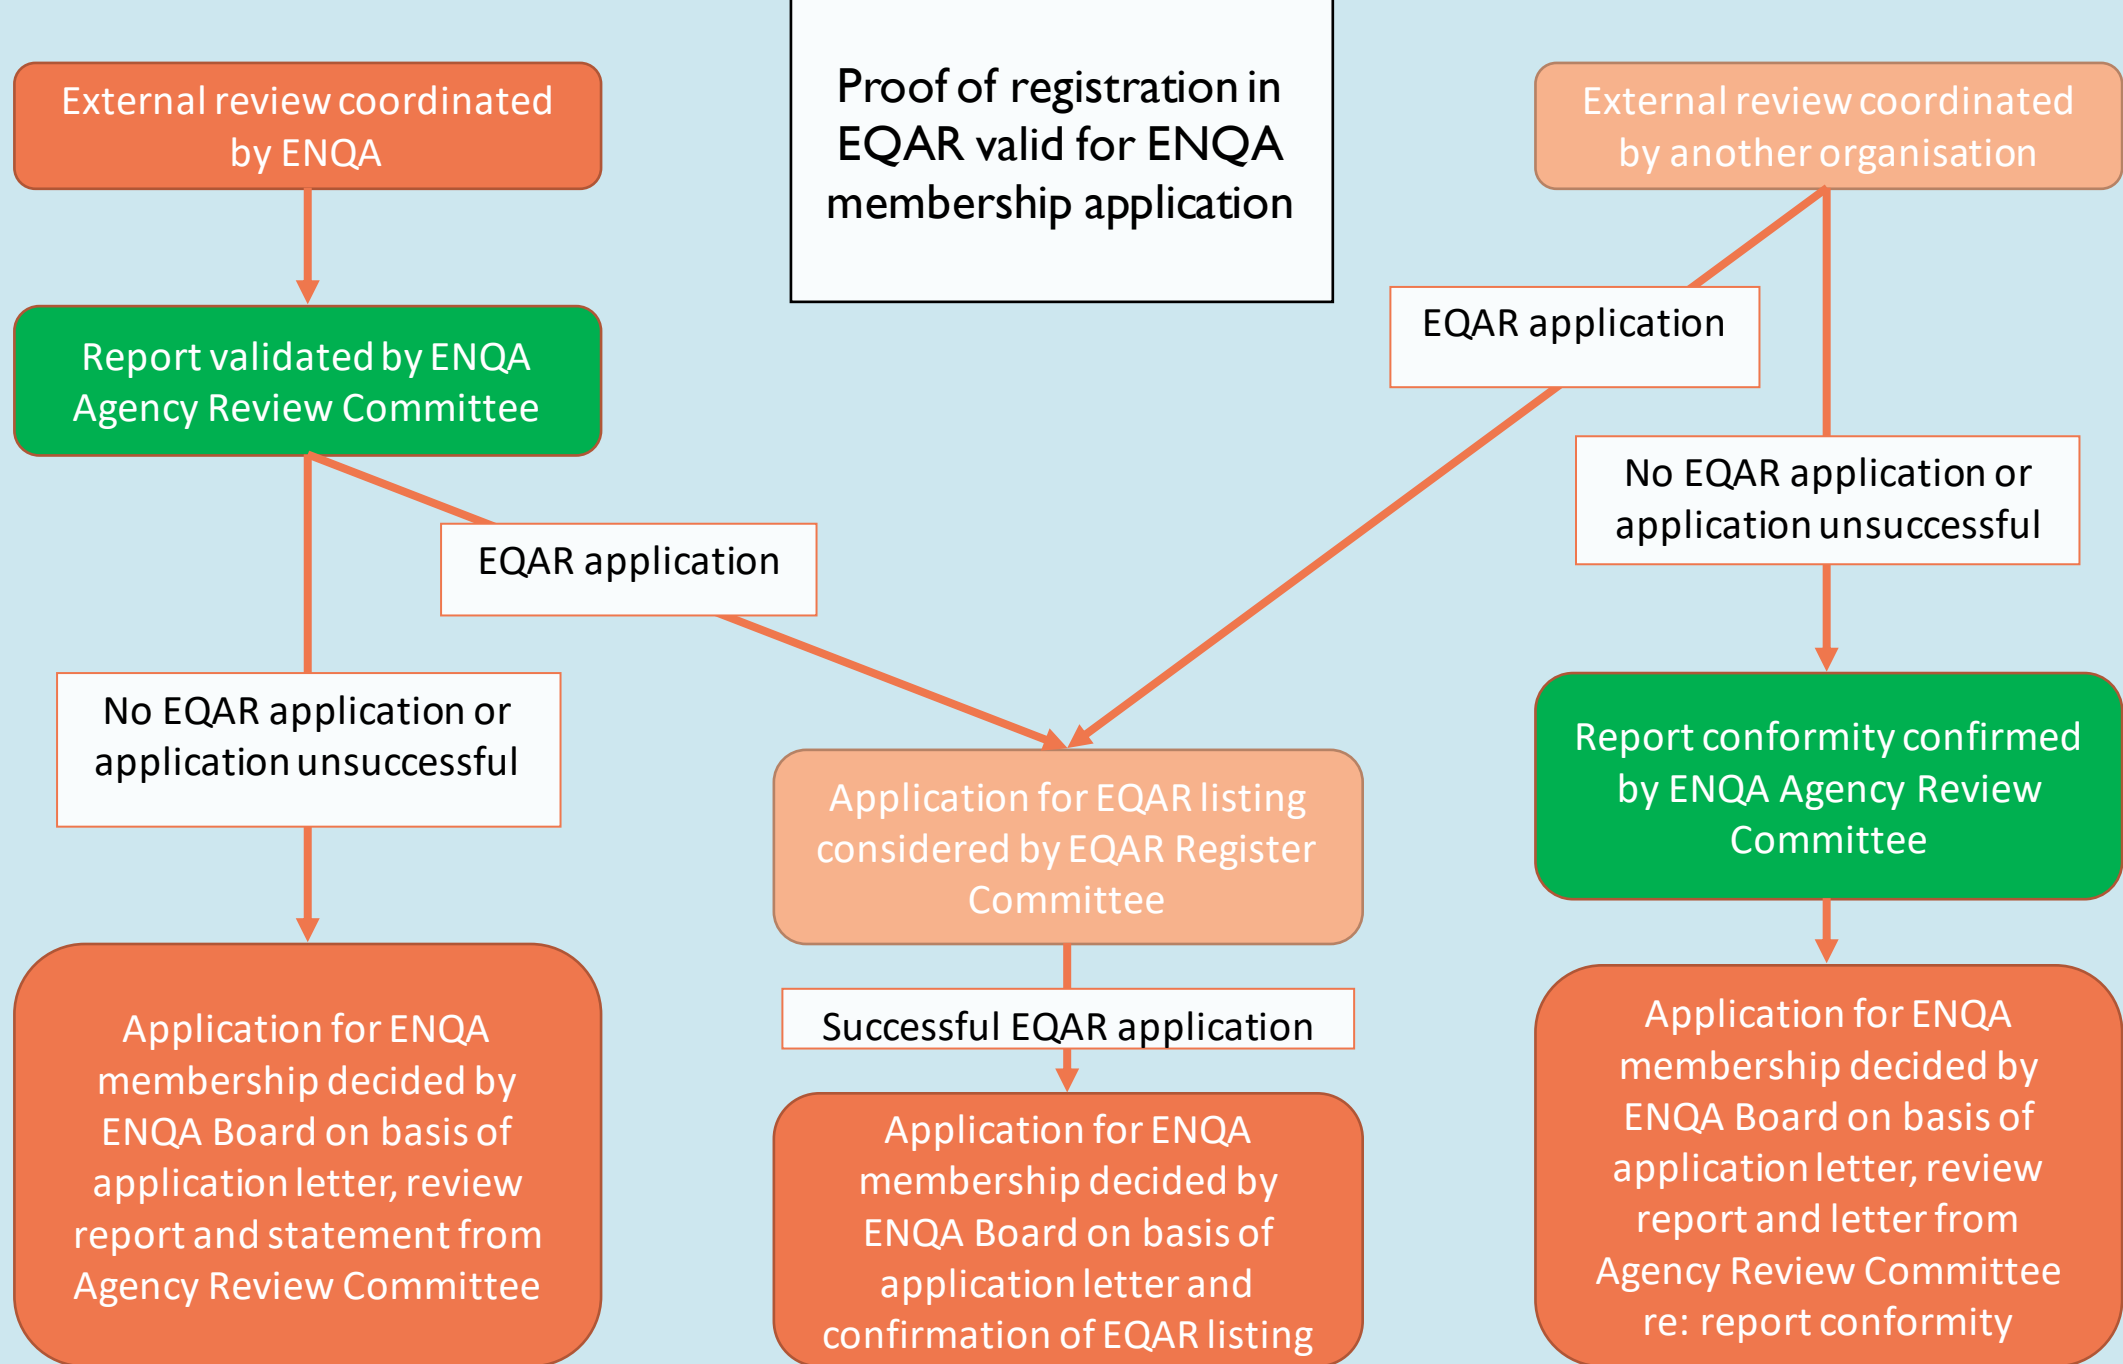 External review coordinated
by ENQA
Proof of registration in
EQAR valid for ENQA
membership application
External review coordinated
by another organisation
Report validated by ENQA
Agency Review Committee
EQAR application
EQAR application
No EQAR application or
application unsuccessful
No EQAR application or
application unsuccessful
Application for EQAR listing
considered by EQAR Register
Committee
Report conformity confirmed
by ENQA Agency Review
Committee
Successful EQAR application
Application for ENQA
membership decided by
ENQA Board on basis of
application letter, review
report and statement from
Agency Review Committee
Application for ENQA
membership decided by
ENQA Board on basis of
application letter and
confirmation of EQAR listing
Application for ENQA
membership decided by
ENQA Board on basis of
application letter, review
report and letter from
Agency Review Committee
re: report conformity